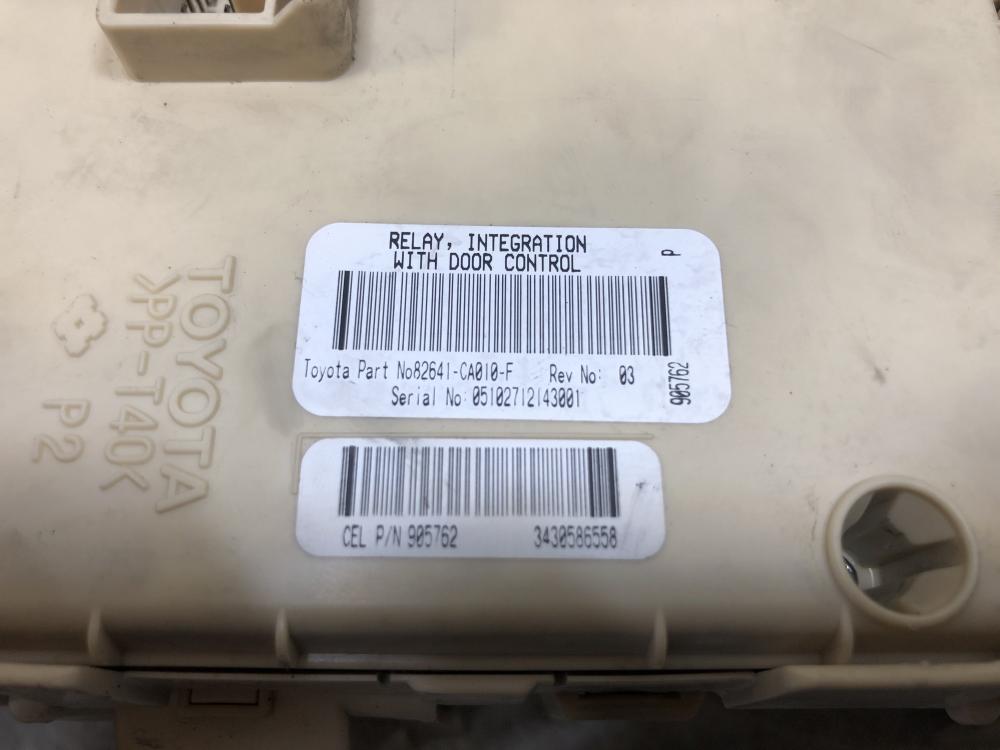 RELAY, INTEGRATION
WITH DOOR CONTROL
P
Toyota Part No82641-CA010-F Rev No: 03
Serial No: 05102712143001
905762
CEL P/N 905762 3430586558
TOYOTA
>PP-T40<
P2